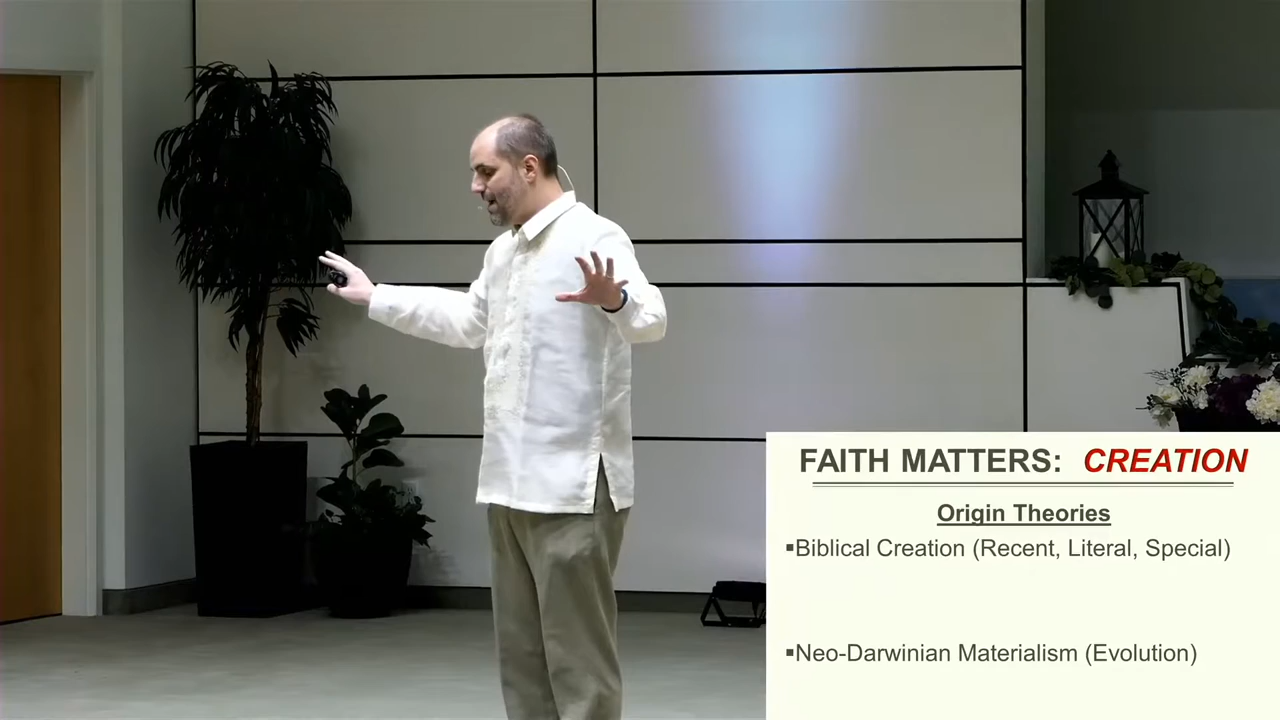 FAITH MATTERS: CREATION
Origin Theories
▪Biblical Creation (Recent, Literal, Special)
▪Neo-Darwinian Materialism (Evolution)